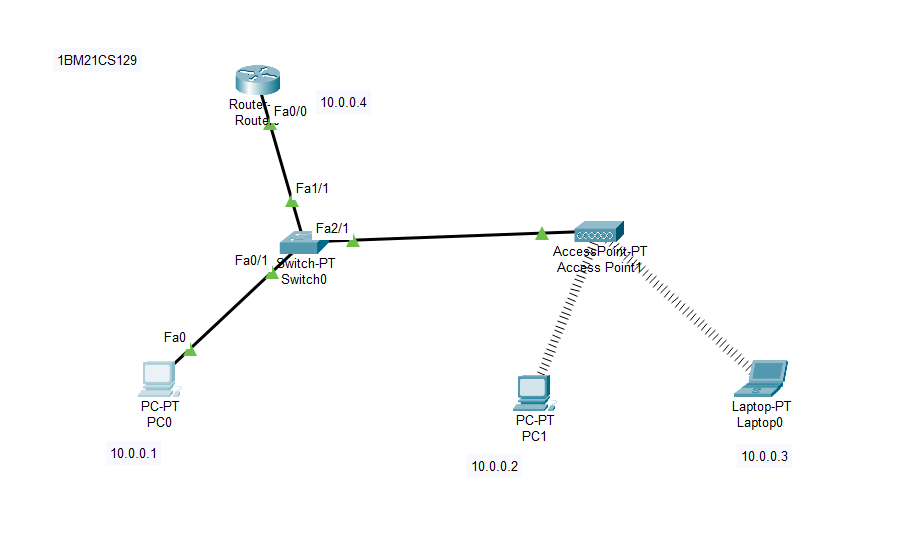 1BM21CS129
Router-
Route
10.0.0.4
Fa0/0
Fa1/1
Fa2/1
Fa0/1
Switch-PT
Switch0
AccessPoint-PT
Access Point1
Fa0
PC-PT
PC0
10.0.0.1
PC-PT
PC1
10.0.0.2
Laptop-PT
Laptop0
10.0.0.3